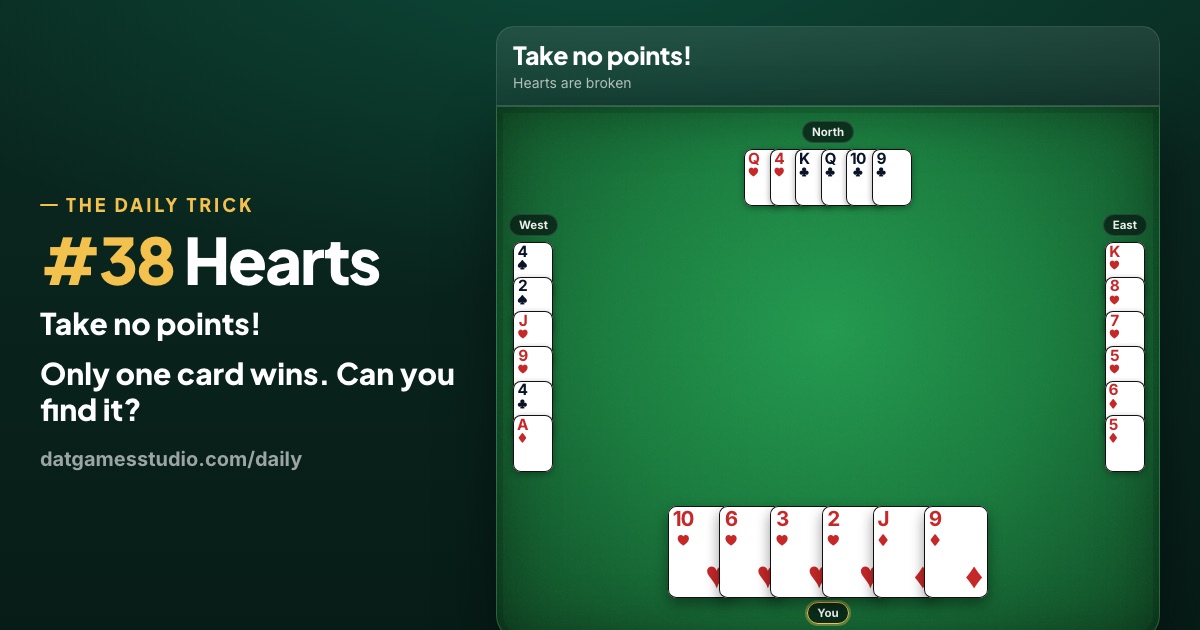 — THE DAILY TRICK
#38 Hearts
Take no points!
Only one card wins. Can you
find it?
datgamesstudio.com/daily
Take no points!
Hearts are broken
North
Q♥ 4♥ K♣ Q♣ 10♣ 9♣
West
4♠
2♠
J♥
9♥
4♣
A♦
East
K♥
8♥
7♥
5♥
6♦
5♦
10♥ 6♥ 3♥ 2♥ J♦ 9♦
You